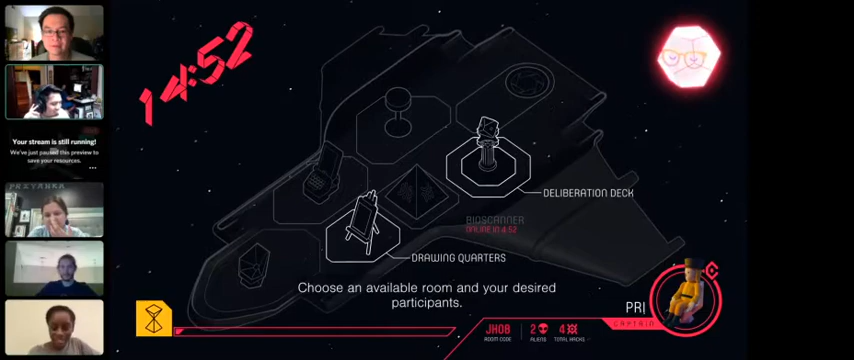 14:52
Your stream is still running!
We've just paused this preview to
save your resources.
PRIYANKA
DELIBERATION DECK
BIOSCANNER
ONLINE IN 4:52
DRAWING QUARTERS
Choose an available room and your desired
participants.
PRI
CAPTAIN
JHOB
ROOM CODE
2
ALIENS
4
TOTAL HACKS